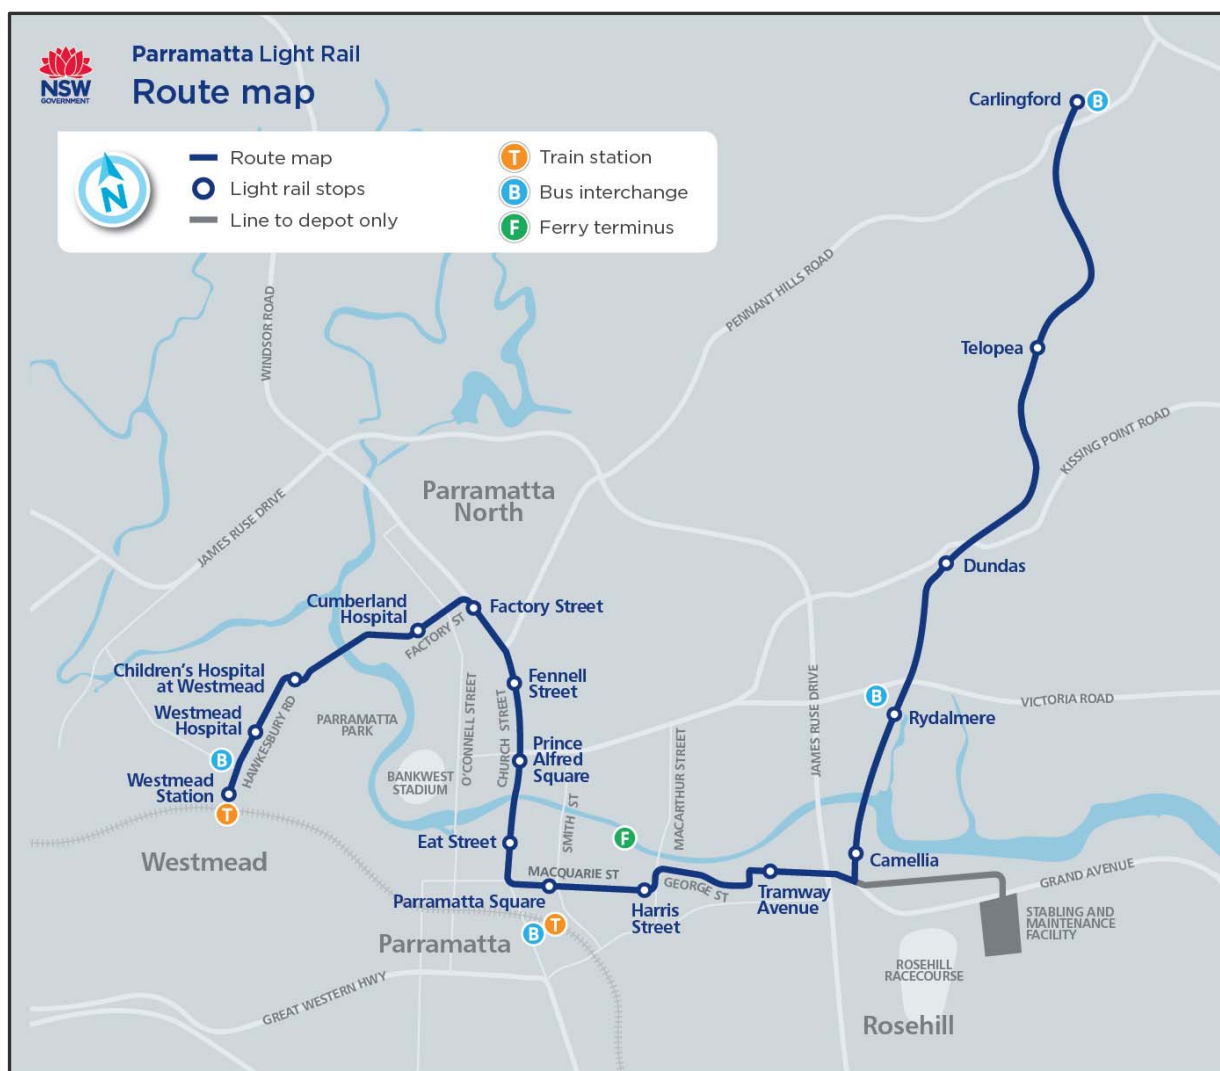 Parramatta Light Rail
Route map
NSW
GOVERNMENT
N
Route map
Light rail stops
Line to depot only
T Train station
B Bus interchange
F Ferry terminus
Carlingford
B
WINDSOR ROAD
PENNANT HILLS ROAD
Telopea
KISSING POINT ROAD
JAMES RUSE DRIVE
Parramatta
North
Dundas
Cumberland
Hospital
Factory Street
FACTORY ST
Children's Hospital
at Westmead
HAWKESBURY RD
Westmead
Hospital
B
Westmead
Station
T
Westmead
PARRAMATTA
PARK
BANKWEST
STADIUM
O'CONNELL STREET
CHURCH STREET
Fennell
Street
Prince
Alfred
Square
SMITH ST
MACARTHUR STREET
JAMES RUSE DRIVE
B
Rydalmere
VICTORIA ROAD
Eat Street
F
MACQUARIE ST
Parramatta Square
Harris
Street
GEORGE ST
Tramway
Avenue
Camellia
GRAND AVENUE
STABLING AND
MAINTENANCE
FACILITY
B
T
Parramatta
GREAT WESTERN HWY
ROSEHILL
RACECOURSE
Rosehill